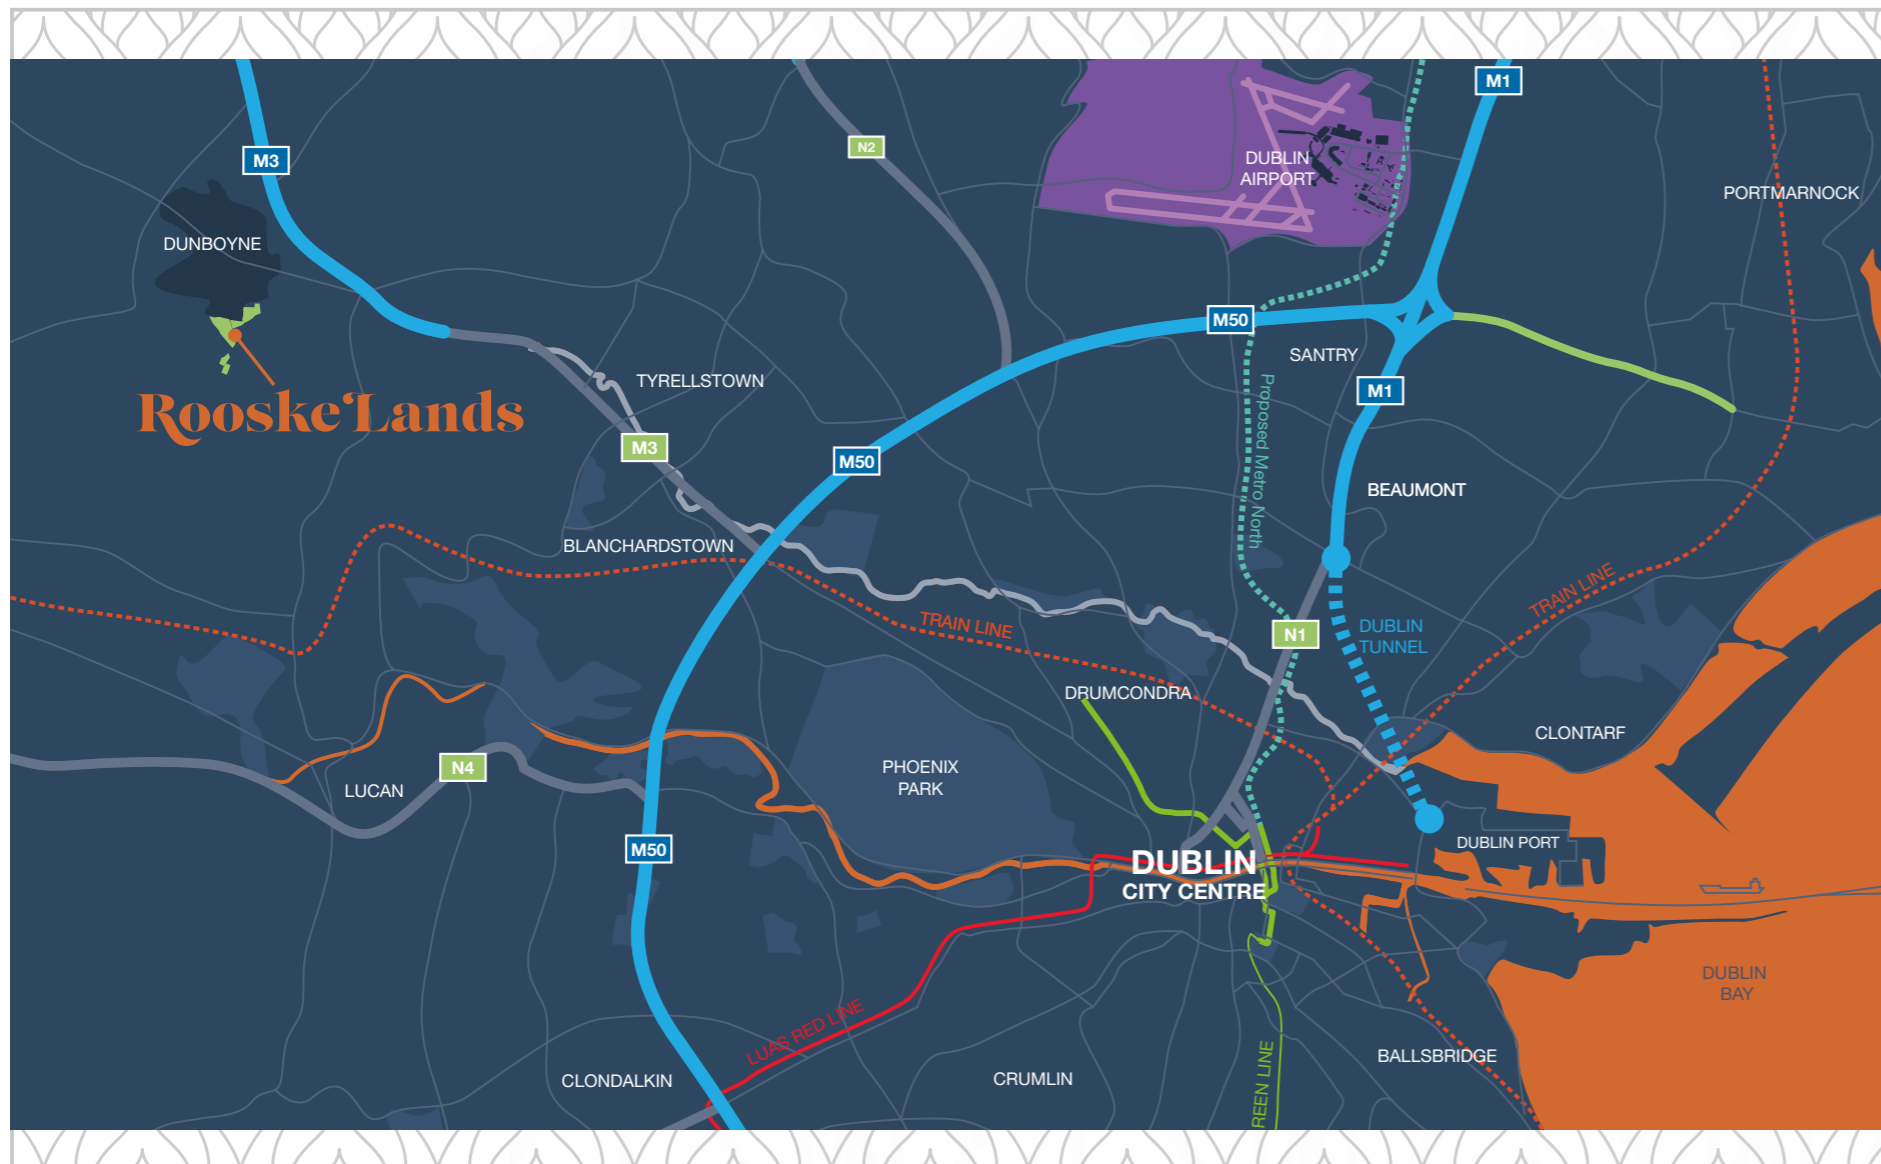 M1
M3
N2
DUBLIN
AIRPORT
PORTMARNOCK
DUNBOYNE
M50
SANTRY
TYRELLSTOWN
M1
Rooske Lands
Proposed Metro North
M3
M50
BEAUMONT
BLANCHARDSTOWN
TRAIN LINE
TRAIN LINE
N1
DUBLIN
TUNNEL
DRUMCONDRA
CLONTARF
PHOENIX
PARK
N4
LUCAN
M50
DUBLIN PORT
DUBLIN
CITY CENTRE
DUBLIN
BAY
LUAS RED LINE
REEN LINE
BALLSBRIDGE
CLONDALKIN
CRUMLIN